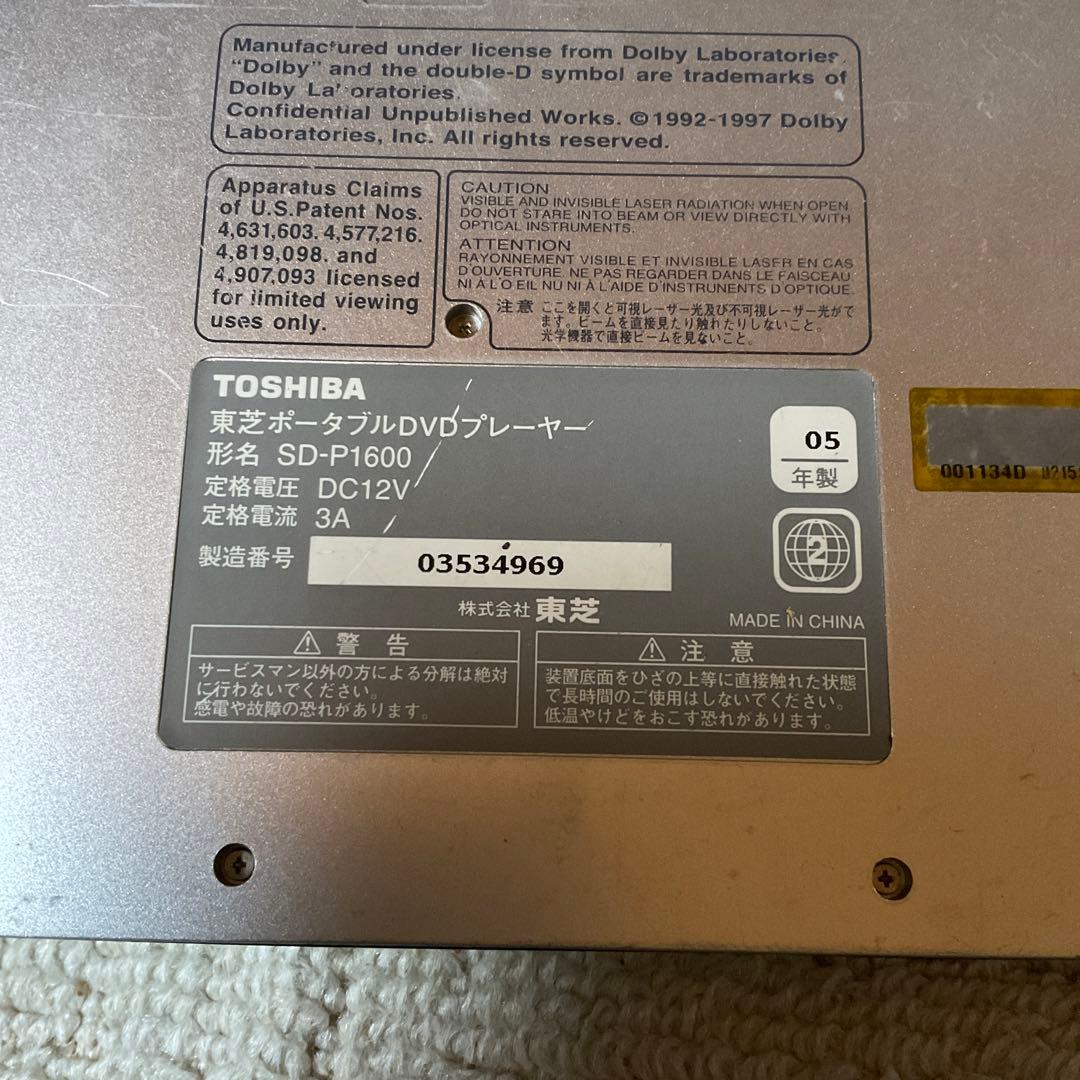 Manufactured under license from Dolby Laboratories.
"Dolby" and the double-D symbol are trademarks of
Dolby La oratories.
Confidential Unpublished Works. ©1992-1997 Dolby
Laboratories, Inc. All rights reserved.
Apparatus Claims
of U.S.Patent Nos.
4,631,603. 4,577,216.
4,819,098. and
4,907,093 licensed
for limited viewing
uses only.
CAUTION
VISIBLE AND INVISIBLE LASER RADIATION WHEN OPEN
DO NOT STARE INTO BEAM OR VIEW DIRECTLY WITH
OPTICAL INSTRUMENTS.
ATTENTION
RAYONNEMENT VISIBLE ET INVISIBLE LASER EN CAS
D'OUVERTURE. NE PAS REGARDER DANS LE FAISCEAU
NI À L'O EIL NU NI À L'AIDE D'INSTRUNENTS D'OPTIQUE.
注意 ここを開くと可視レーザー光及び不可視レーザー光がで
ます。ビームを直接見たり触れたりしないこと。
光学機器で直接ビームを見ないこと。
TOSHIBA
東芝ポータブルDVDプレーヤー
形名 SD-P1600
定格電圧 DC12V
定格電流 3A
製造番号 03534969
05
年製
2
株式会社 東芝
MADE IN CHINA
⚠ 警告
サービスマン以外の方による分解は絶対
に行わないでください。
感電や故障の恐れがあります。
⚠ 注意
装置底面をひざの上等に直接触れた状態
で長時間のご使用はしないでください。
低温やけどをおこす恐れがあります。
001134D